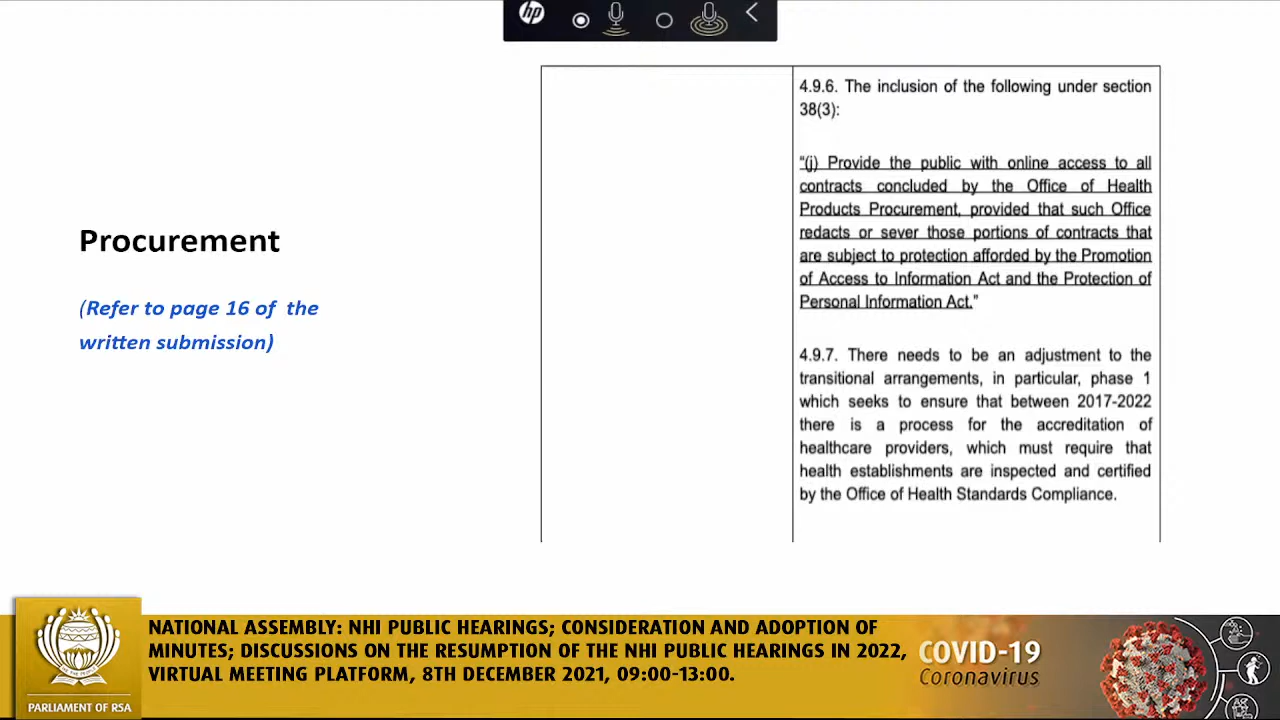 hp
4.9.6. The inclusion of the following under section
38(3):
“(j) Provide the public with online access to all
contracts concluded by the Office of Health
Products Procurement, provided that such Office
redacts or sever those portions of contracts that
are subject to protection afforded by the Promotion
of Access to Information Act and the Protection of
Personal Information Act.”
4.9.7. There needs to be an adjustment to the
transitional arrangements, in particular, phase 1
which seeks to ensure that between 2017-2022
there is a process for the accreditation of
healthcare providers, which must require that
health establishments are inspected and certified
by the Office of Health Standards Compliance.
Procurement
(Refer to page 16 of the
written submission)
NATIONAL ASSEMBLY: NHI PUBLIC HEARINGS; CONSIDERATION AND ADOPTION OF
MINUTES; DISCUSSIONS ON THE RESUMPTION OF THE NHI PUBLIC HEARINGS IN 2022,
VIRTUAL MEETING PLATFORM, 8TH DECEMBER 2021, 09:00-13:00.
PARLIAMENT OF RSA
COVID-19
Coronavirus